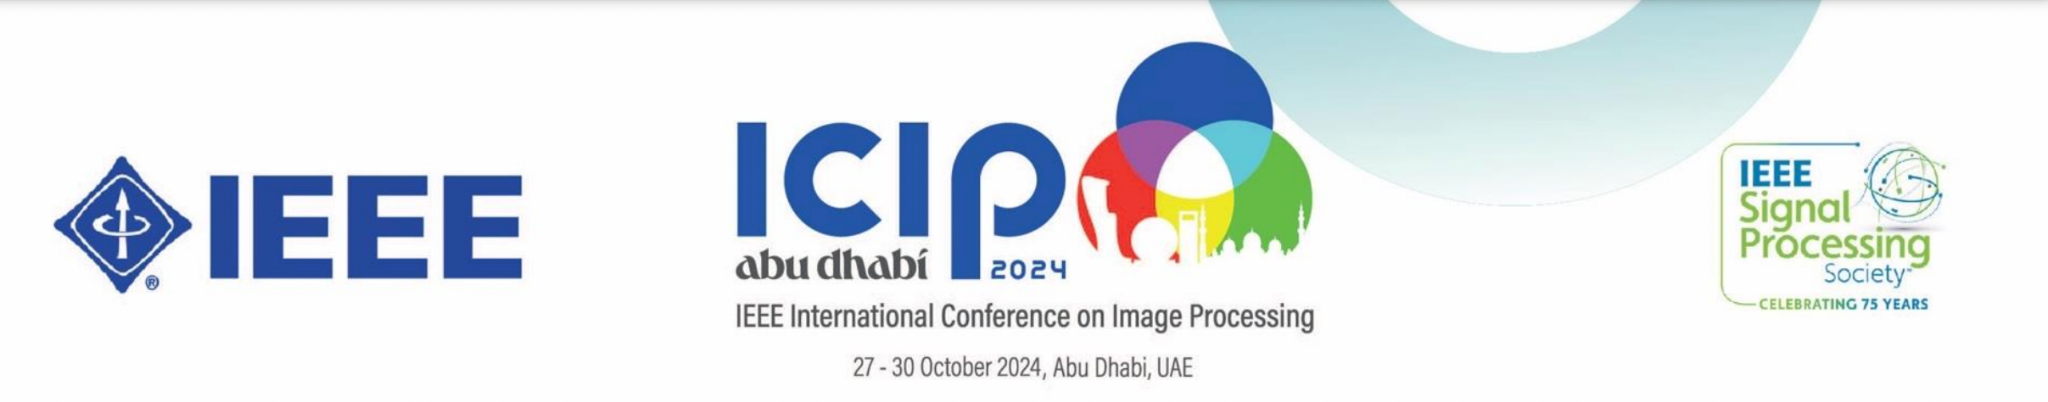 IEEE
®
ICIP
abu dhabi 2024
IEEE International Conference on Image Processing
27 - 30 October 2024, Abu Dhabi, UAE
IEEE
Signal
Processing
Society™
CELEBRATING 75 YEARS